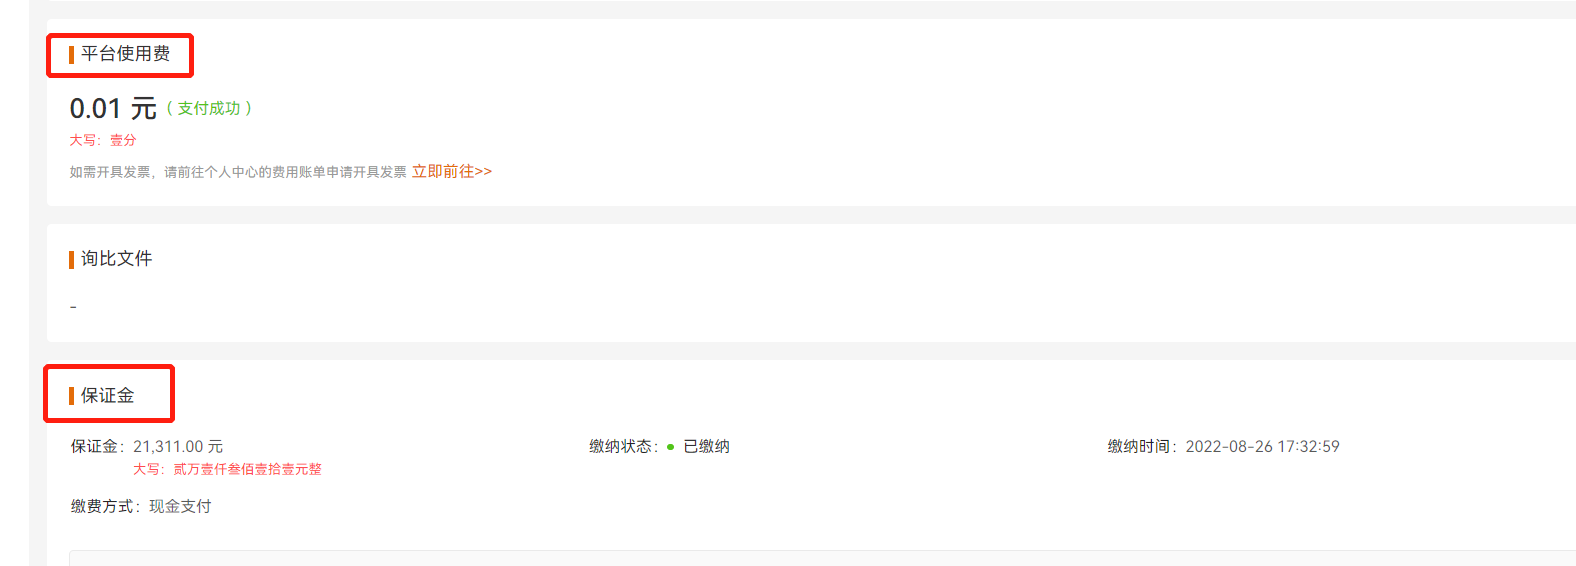 平台使用费
0.01 元 ( 支付成功 )
大写：壹分
如需开具发票，请前往个人中心的费用账单申请开具发票 立即前往>>
询比文件
-
保证金
保证金：21,311.00 元 缴纳状态： 已缴纳 缴纳时间：2022-08-26 17:32:59
大写：贰万壹仟叁佰壹拾壹元整
缴费方式：现金支付